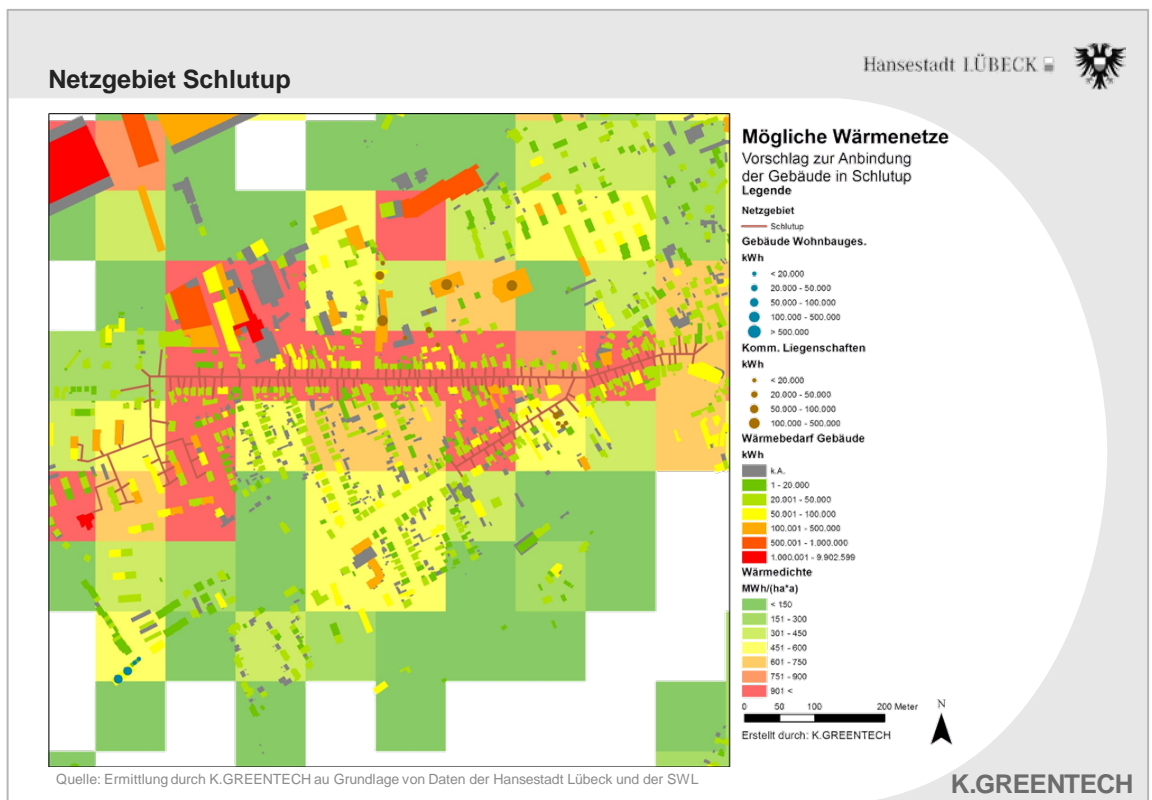 Netzgebiet Schlutup
Hansestadt LÜBECK
Mögliche Wärmenetze
Vorschlag zur Anbindung
der Gebäude in Schlutup
Legende
Netzgebiet
Schlutup
Gebäude Wohnbauges.
kWh
< 20.000
20.000 - 50.000
50.000 - 100.000
100.000 - 500.000
> 500.000
Komm. Liegenschaften
kWh
< 20.000
20.000 - 50.000
50.000 - 100.000
100.000 - 500.000
Wärmebedarf Gebäude
kWh
k.A.
1 - 20.000
20.001 - 50.000
50.001 - 100.000
100.001 - 500.000
500.001 - 1.000.000
1.000.001 - 9.902.599
Wärmedichte
MWh/(ha*a)
< 150
151 - 300
301 - 450
451 - 600
601 - 750
751 - 900
901 <
0 50 100 200 Meter
N
Erstellt durch: K.GREENTECH
Quelle: Ermittlung durch K.GREENTECH au Grundlage von Daten der Hansestadt Lübeck und der SWL
K.GREENTECH